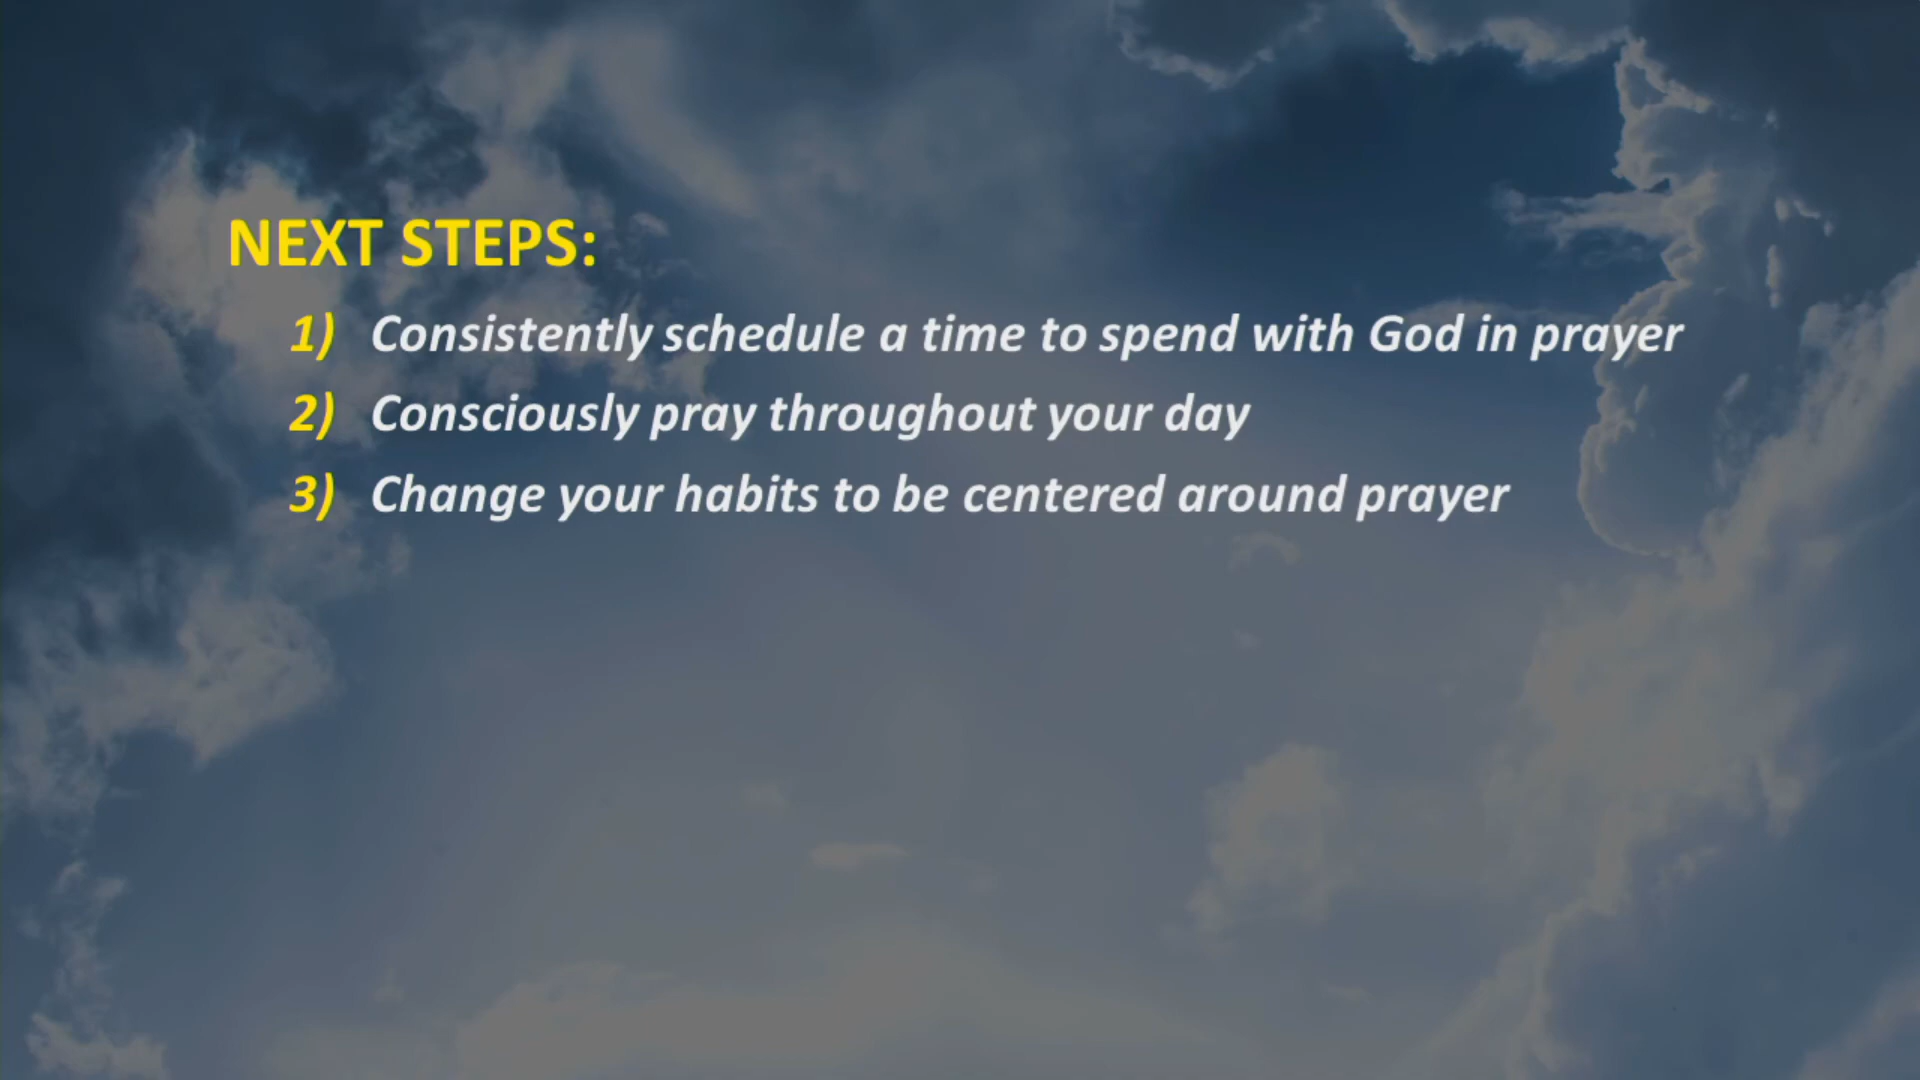 NEXT STEPS:
1) Consistently schedule a time to spend with God in prayer
2) Consciously pray throughout your day
3) Change your habits to be centered around prayer